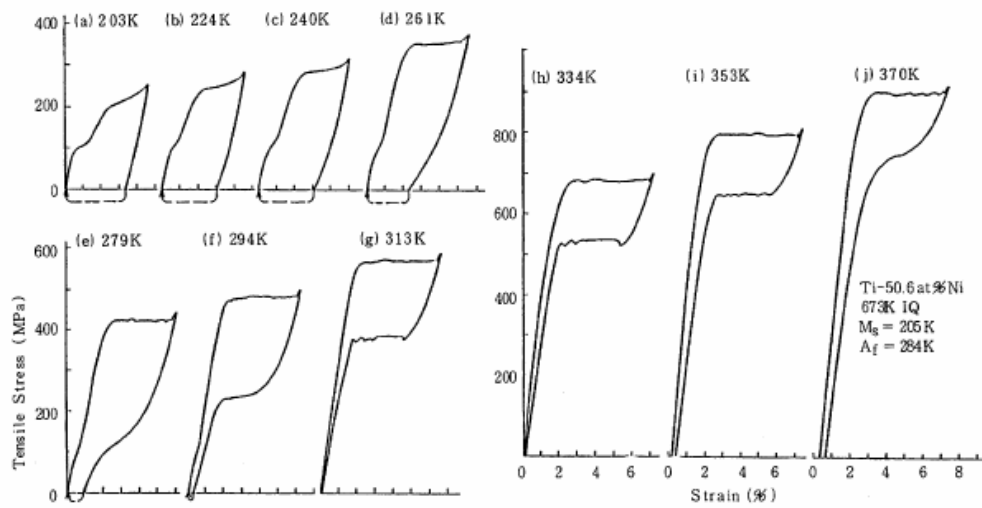 400
(a) 203K
(b) 224K
(c) 240K
(d) 261K
200
0
(e) 279K
(f) 294K
(g) 313K
600
400
200
0
Tensile Stress (MPa)
(h) 334K
(i) 353K
(j) 370K
800
600
400
200
Ti-50.6at%Ni
673K IQ
Ms = 205K
Af = 284K
0 2 4 6 0 2 4 6 0 2 4 6 8
Strain (%)